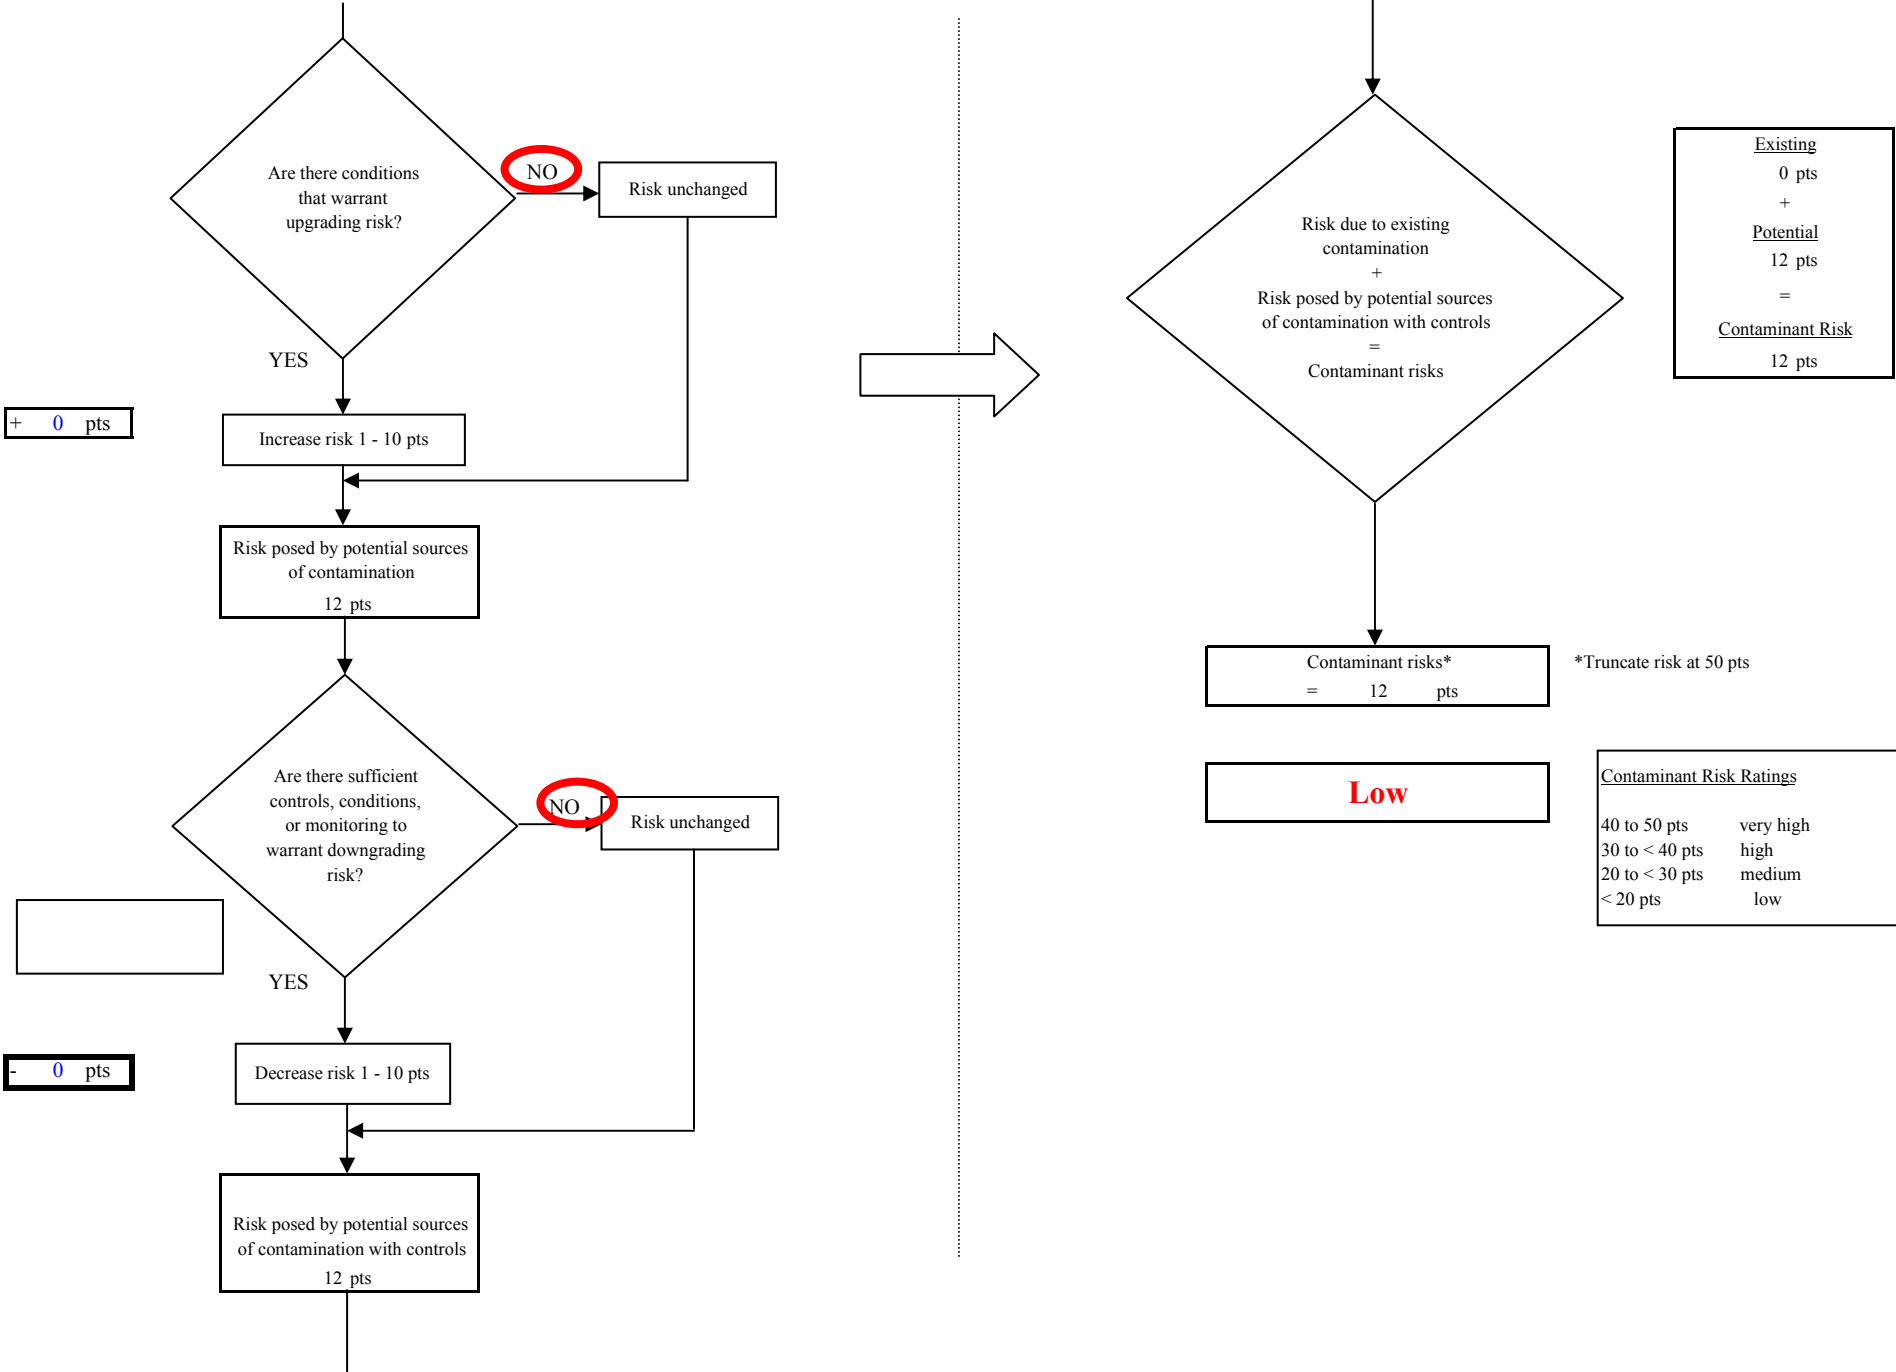 Are there conditions
that warrant
upgrading risk?
NO
Risk unchanged
YES
+ 0 pts
Increase risk 1 - 10 pts
Risk posed by potential sources
of contamination
12 pts
Are there sufficient
controls, conditions,
or monitoring to
warrant downgrading
risk?
NO
Risk unchanged
YES
- 0 pts
Decrease risk 1 - 10 pts
Risk posed by potential sources
of contamination with controls
12 pts
Risk due to existing
contamination
+
Risk posed by potential sources
of contamination with controls
=
Contaminant risks
Existing
0 pts
+
Potential
12 pts
=
Contaminant Risk
12 pts
Contaminant risks*
= 12 pts
*Truncate risk at 50 pts
Low
Contaminant Risk Ratings
40 to 50 pts very high
30 to < 40 pts high
20 to < 30 pts medium
< 20 pts low